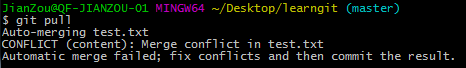 JianZou@QF-JIANZOU-01 MINGW64 ~/Desktop/learngit (master)
$ git pull
Auto-merging test.txt
CONFLICT (content): Merge conflict in test.txt
Automatic merge failed; fix conflicts and then commit the result.